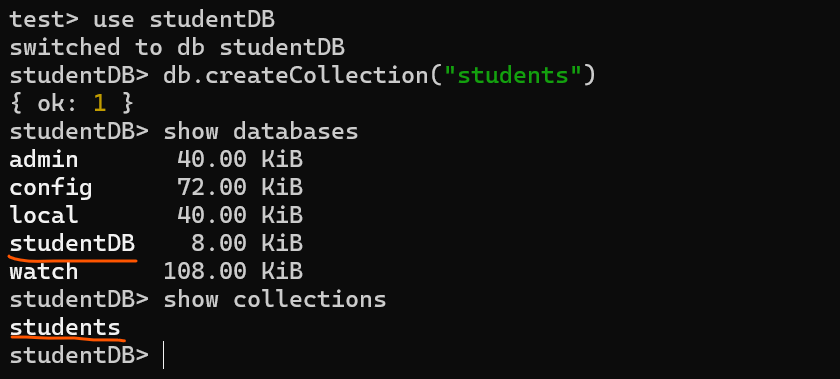 test> use studentDB
switched to db studentDB
studentDB> db.createCollection("students")
{ ok: 1 }
studentDB> show databases
admin       40.00 KiB
config      72.00 KiB
local       40.00 KiB
studentDB    8.00 KiB
watch      108.00 KiB
studentDB> show collections
students
studentDB>